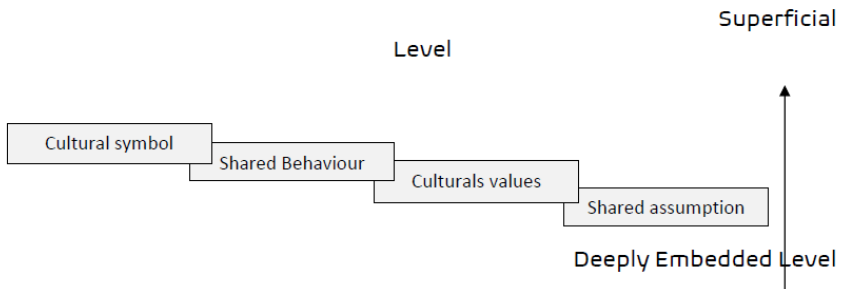 Superficial
Level
Cultural symbol
Shared Behaviour
Culturals values
Shared assumption
Deeply Embedded Level